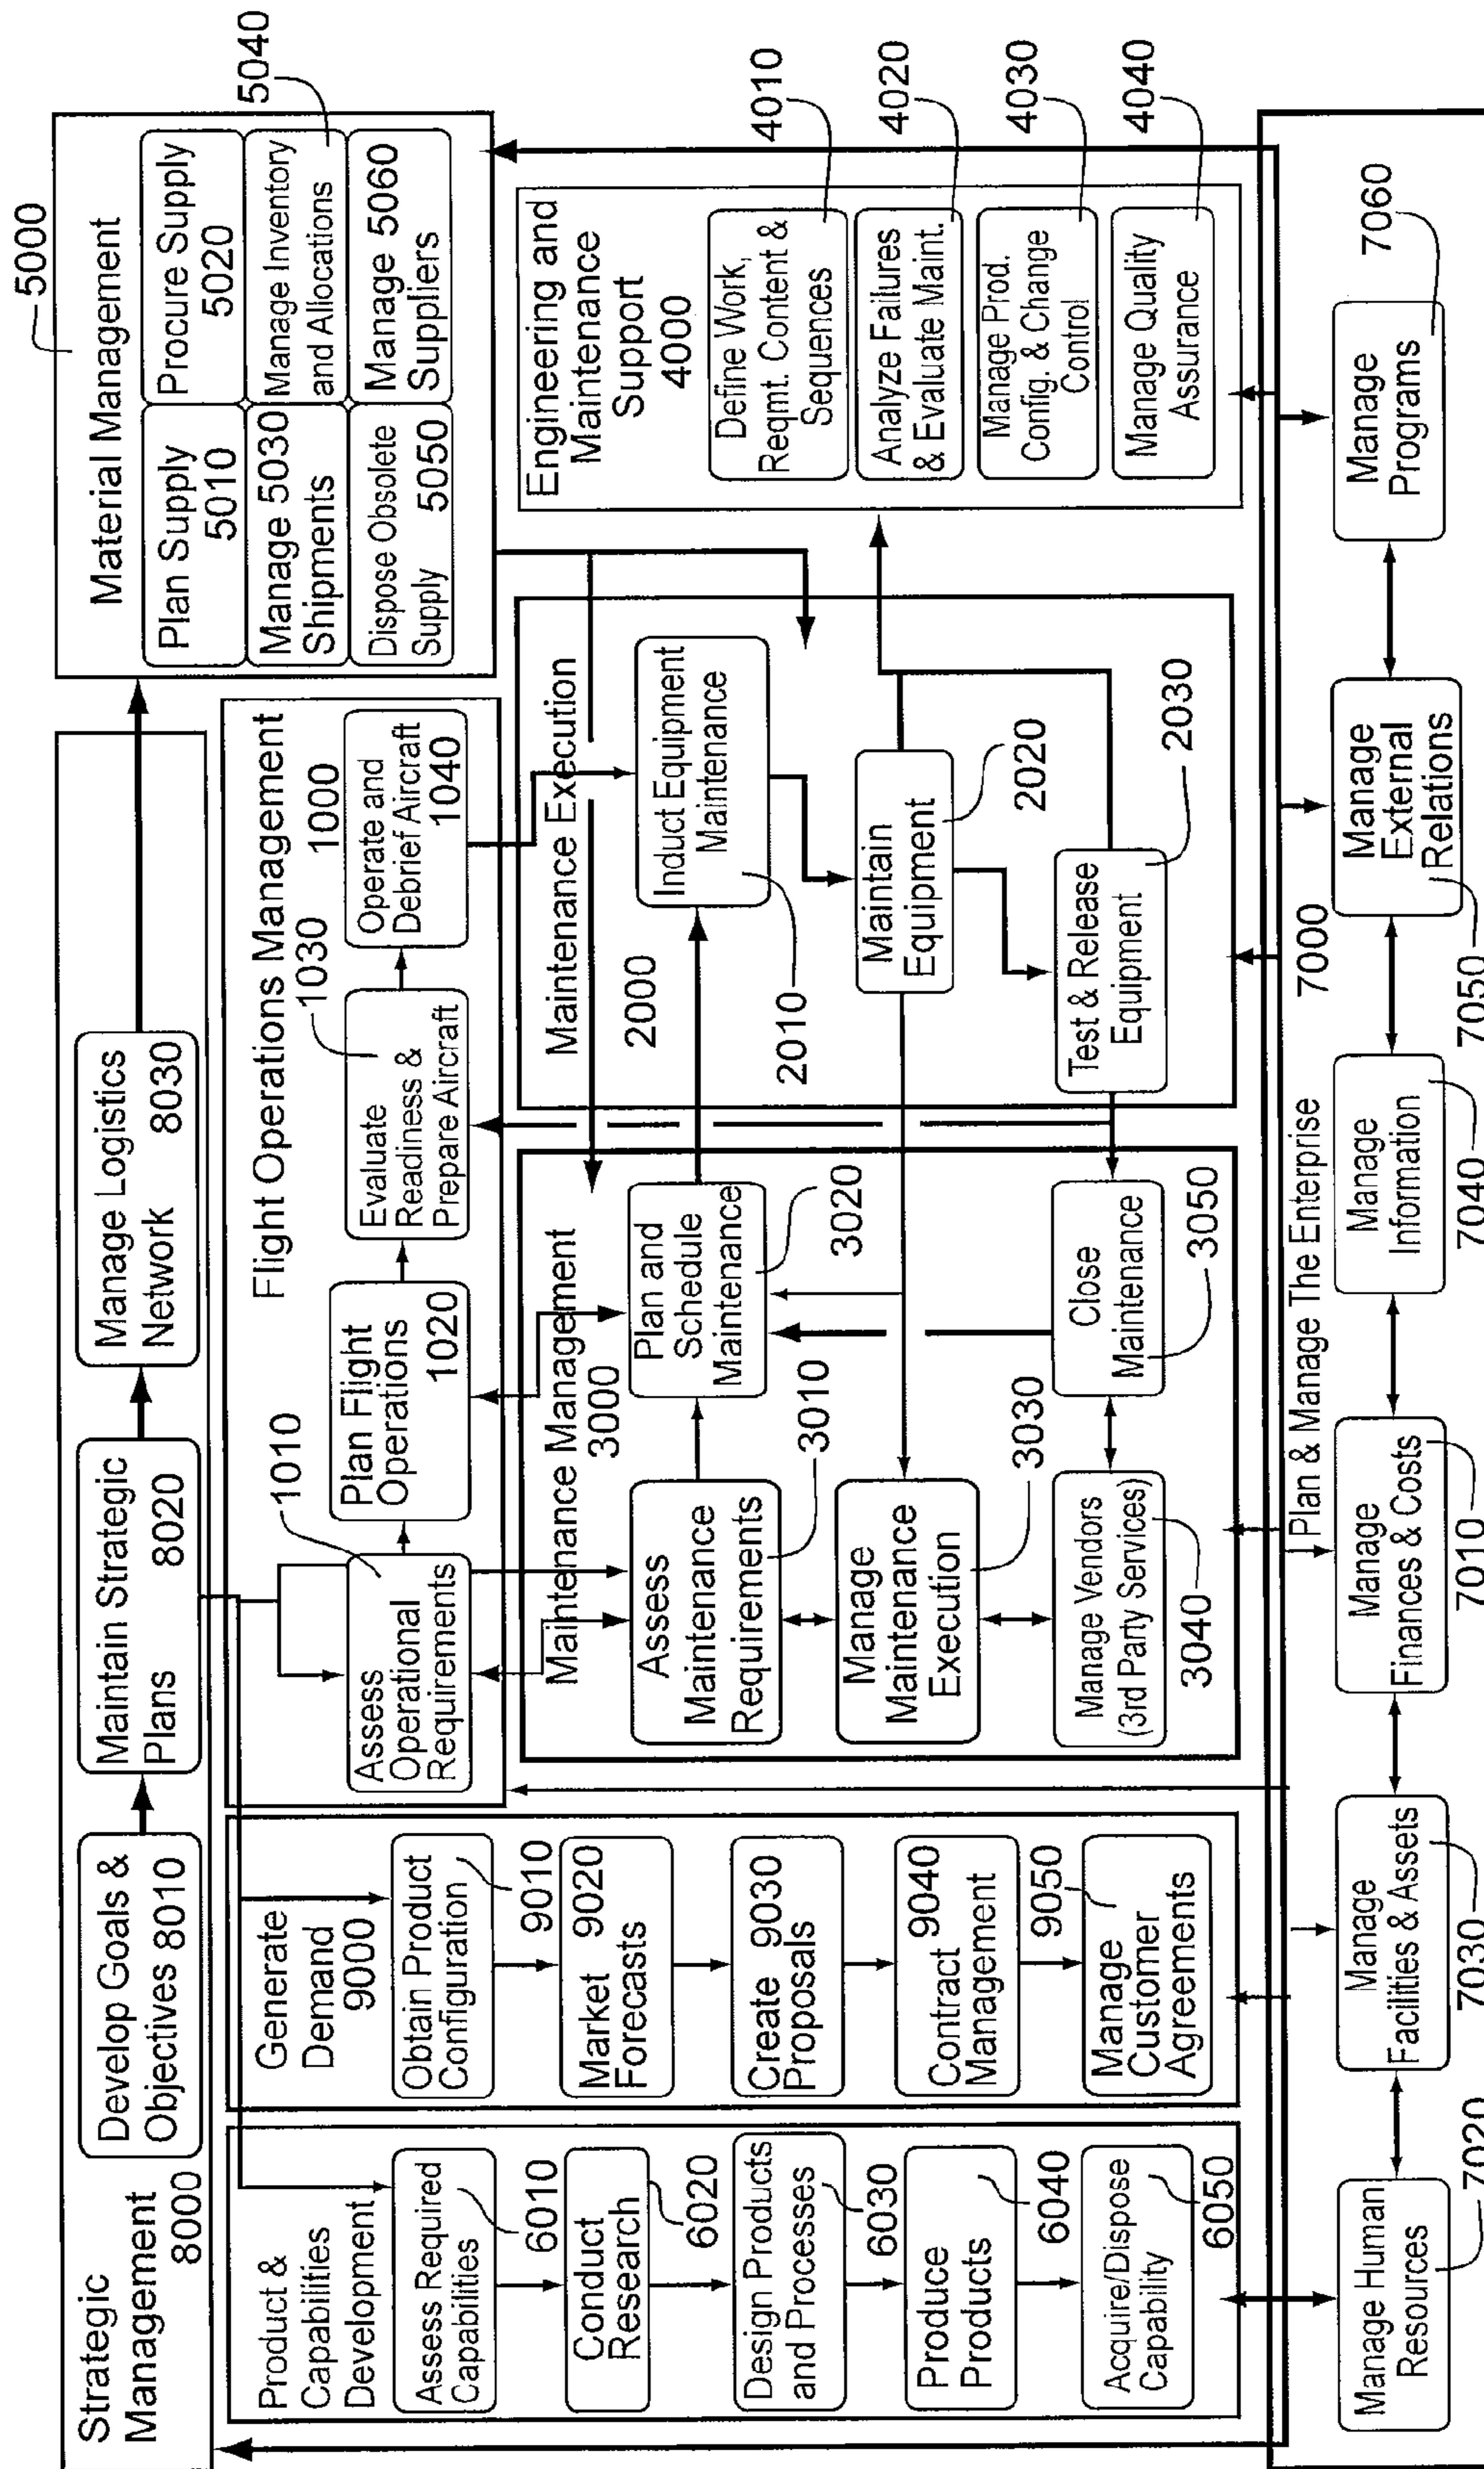 Strategic
Management
8000
Develop Goals &
Objectives 8010
Maintain Strategic
Plans 8020
Manage Logistics
Network 8030
5000
Material Management
Plan Supply
5010
Procure Supply
5020
Manage 5030
Shipments
Manage Inventory
and Allocations
5040
Dispose Obsolete
Supply 5050
Manage 5060
Suppliers
Product &
Capabilities
Development
Assess Required
Capabilities
6010
Conduct
Research
6020
Design Products
and Processes
6030
Produce
Products
6040
Acquire/Dispose
Capability
6050
Generate
Demand
9000
Obtain Product
Configuration
9010
Market 9020
Forecasts
Create 9030
Proposals
9040
Contract
Management
9050
Manage
Customer
Agreements
Flight Operations Management
1000
1010
Assess
Operational
Requirements
Plan Flight
Operations
1020
1030
Evaluate
Readiness &
Prepare Aircraft
Operate and
Debrief Aircraft
1040
Maintenance Management
3000
Assess
Maintenance
Requirements
3010
Plan and
Schedule
Maintenance
3020
Manage
Maintenance
Execution
3030
Manage Vendors
(3rd Party Services)
3040
Close
Maintenance
3050
Maintenance Execution
2000
Induct Equipment
Maintenance
2010
Maintain
Equipment
2020
Test & Release
Equipment
2030
Engineering and
Maintenance
Support
4000
Define Work,
Reqmt. Content &
Sequences
4010
Analyze Failures
& Evaluate Maint.
4020
Manage Prod.
Config. & Change
Control
4030
Manage Quality
Assurance
4040
Plan & Manage The Enterprise
7000
Manage Human
Resources
7020
Manage
Facilities & Assets
7030
Manage
Finances & Costs
7010
Manage
Information
7040
Manage
External
Relations
7050
Manage
Programs
7060